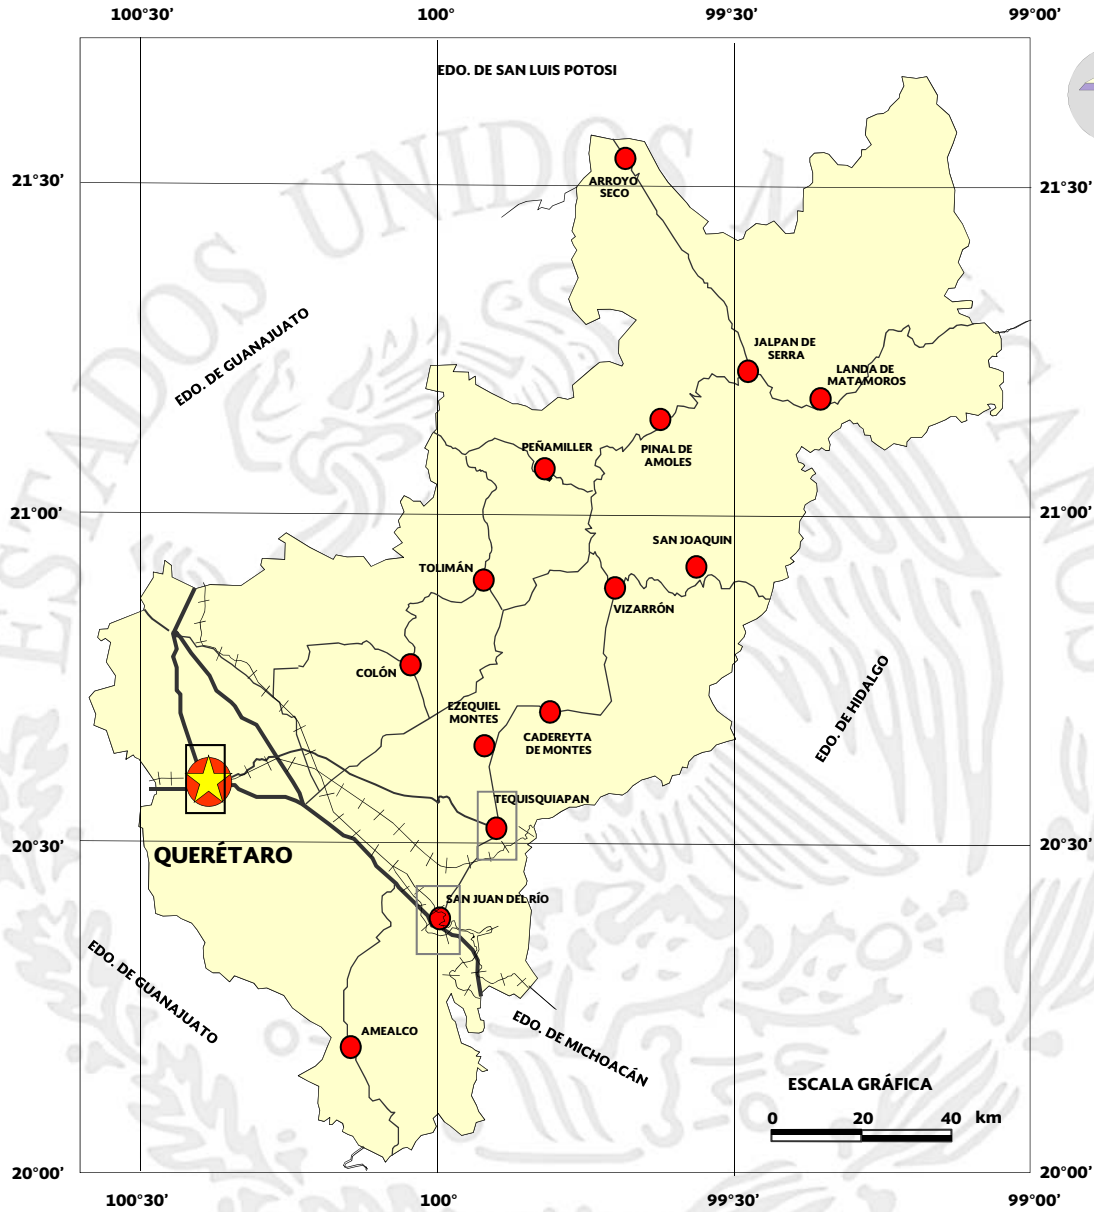 100°30’ 100° 99°30’ 99°00’
EDO. DE SAN LUIS POTOSI
ESTADOS UNIDOS MEXICANOS
21°30’ 21°30’
ARROYO
SECO
EDO. DE GUANAJUATO
JALPAN DE
SERRA
LANDA DE
MATAMOROS
PEÑAMILLER
PINAL DE
AMOLES
21°00’ 21°00’
SAN JOAQUIN
TOLIMÁN
VIZARRÓN
COLÓN
EZEQUIEL
MONTES
CADEREYTA
DE MONTES
EDO. DE HIDALGO
TEQUISQUIAPAN
20°30’ 20°30’
QUERÉTARO
SAN JUAN DEL RÍO
EDO. DE GUANAJUATO
AMEALCO
EDO. DE MICHOACÁN
ESCALA GRÁFICA
0 20 40 km
20°00’ 20°00’
100°30’ 100° 99°30’ 99°00’